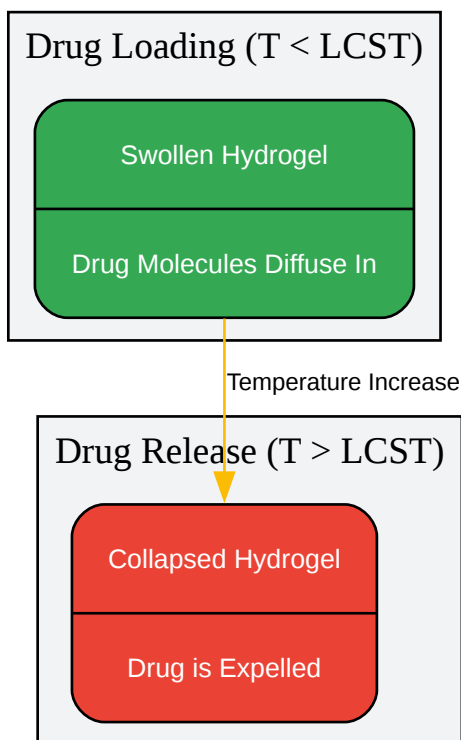 Drug Loading (T < LCST)
Swollen Hydrogel
Drug Molecules Diffuse In
Temperature Increase
Drug Release (T > LCST)
Collapsed Hydrogel
Drug is Expelled